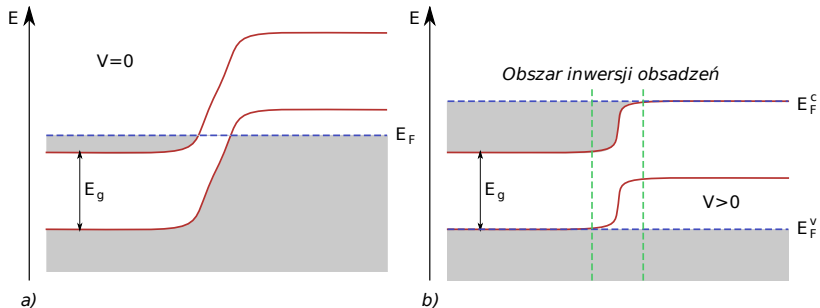 E
V=0
E_F
E_g
a)
E
Obszar inwersji obsadzeń
E_F^c
E_g
V>0
E_F^v
b)